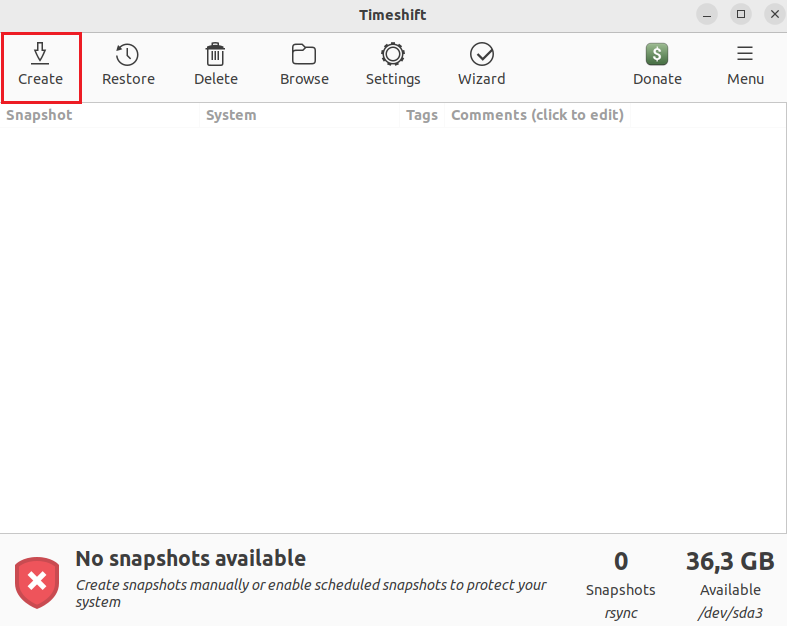 Timeshift
Create Restore Delete Browse Settings Wizard Donate Menu
Snapshot System Tags Comments (click to edit)
No snapshots available
Create snapshots manually or enable scheduled snapshots to protect your
system
0
Snapshots
rsync
36,3 GB
Available
/dev/sda3